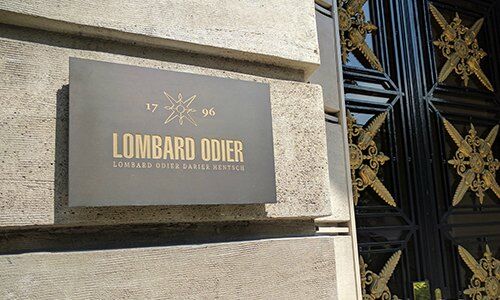 17 96
LOMBARD ODIER
LOMBARD ODIER DARIER HENTSCH